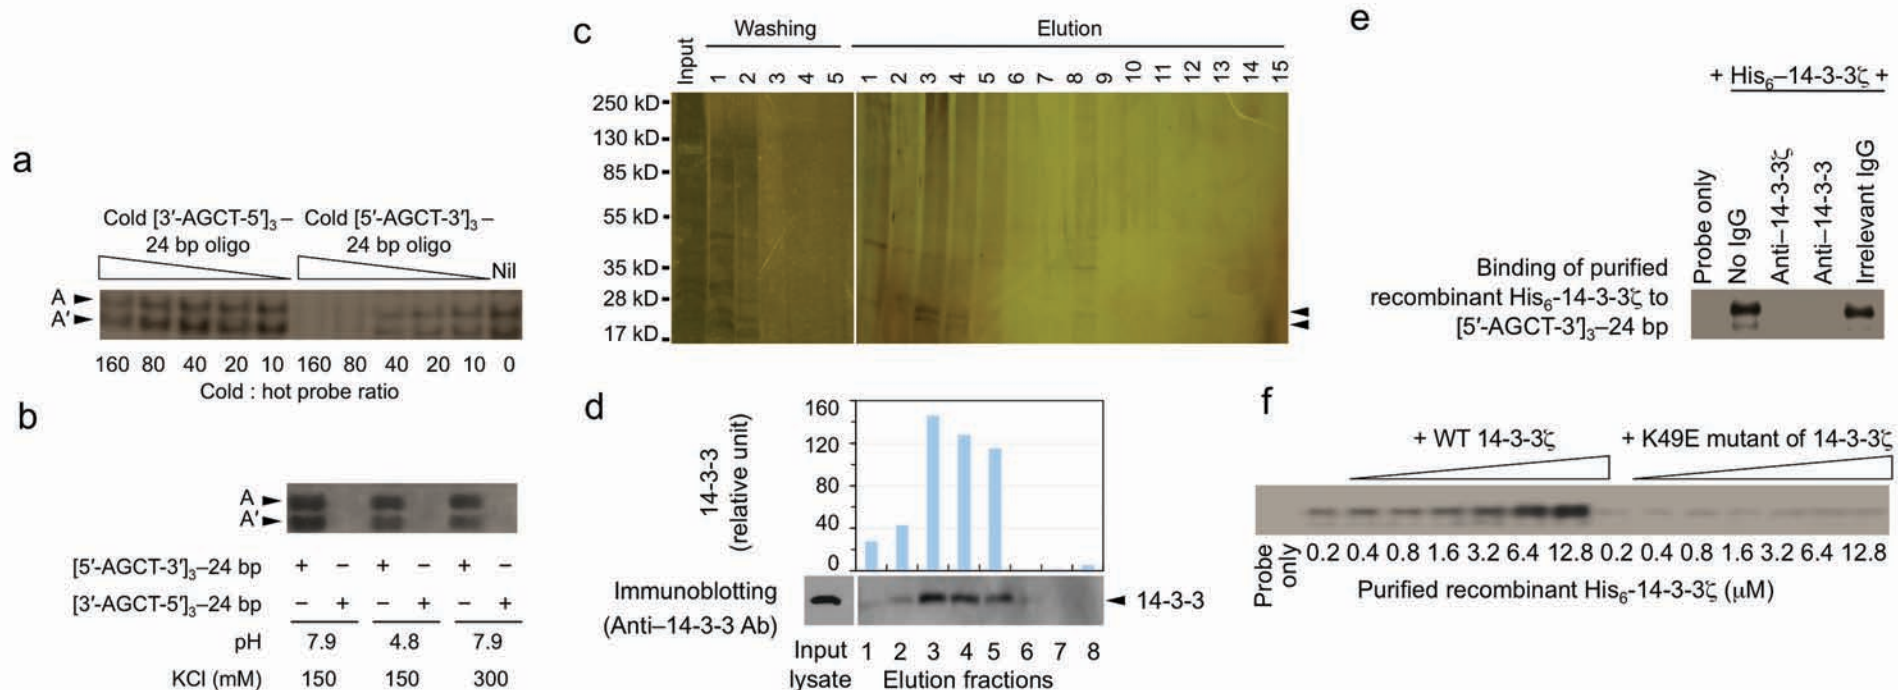 a
Cold [3′-AGCT-5′]₃– Cold [5′-AGCT-3′]₃–
24 bp oligo 24 bp oligo
Nil
A
A′
160 80 40 20 10 160 80 40 20 10 0
Cold : hot probe ratio
b
A
A′
[5′-AGCT-3′]₃–24 bp + – + – + –
[3′-AGCT-5′]₃–24 bp – + – + – +
pH 7.9 4.8 7.9
KCl (mM) 150 150 300
c
Washing Elution
Input 1 2 3 4 5 1 2 3 4 5 6 7 8 9 10 11 12 13 14 15
250 kD
130 kD
85 kD
55 kD
35 kD
28 kD
17 kD
d
14-3-3
(relative unit)
160
120
80
40
0
Immunoblotting
(Anti–14-3-3 Ab)
14-3-3
Input 1 2 3 4 5 6 7 8
lysate Elution fractions
e
+ His₆–14-3-3ζ +
Probe only
No IgG
Anti–14-3-3ζ
Anti–14-3-3
Irrelevant IgG
Binding of purified
recombinant His₆-14-3-3ζ to
[5′-AGCT-3′]₃–24 bp
f
+ WT 14-3-3ζ + K49E mutant of 14-3-3ζ
Probe
only
0.2 0.4 0.8 1.6 3.2 6.4 12.8 0.2 0.4 0.8 1.6 3.2 6.4 12.8
Purified recombinant His₆-14-3-3ζ (μM)